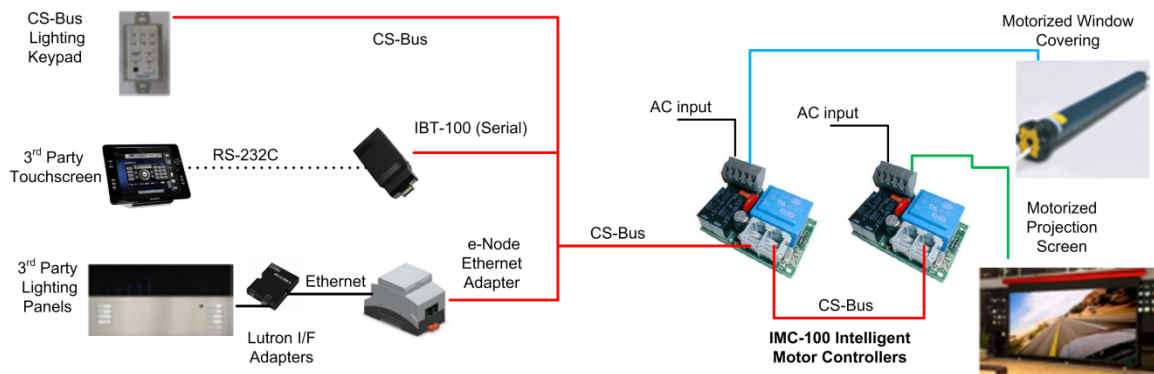 CS-Bus
Lighting
Keypad
CS-Bus
3rd Party
Touchscreen
RS-232C
IBT-100 (Serial)
3rd Party
Lighting
Panels
Ethernet
Lutron I/F
Adapters
e-Node
Ethernet
Adapter
CS-Bus
AC input
AC input
CS-Bus
IMC-100 Intelligent
Motor Controllers
Motorized Window
Covering
Motorized
Projection
Screen